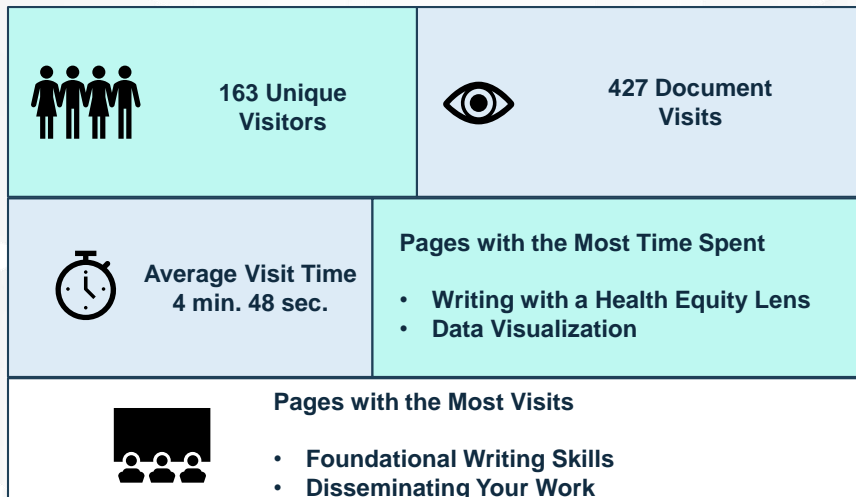 163 Unique
Visitors
427 Document
Visits
Average Visit Time
4 min. 48 sec.
Pages with the Most Time Spent
• Writing with a Health Equity Lens
• Data Visualization
Pages with the Most Visits
• Foundational Writing Skills
• Disseminating Your Work